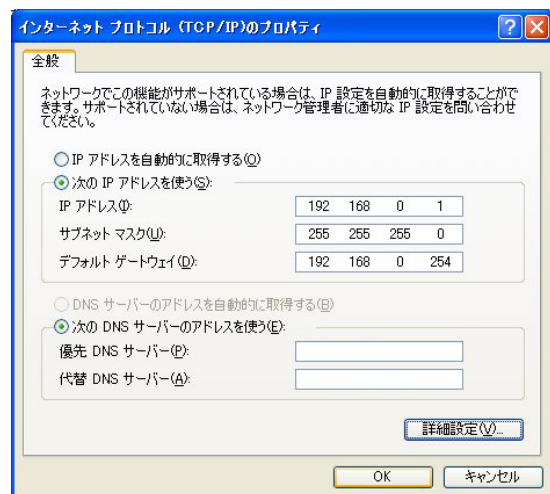 インターネット プロトコル (TCP/IP)のプロパティ
全般
ネットワークでこの機能がサポートされている場合は、IP 設定を自動的に取得することがで
きます。サポートされていない場合は、ネットワーク管理者に適切な IP 設定を問い合わせ
てください。
IP アドレスを自動的に取得する(O)
次の IP アドレスを使う(S):
IP アドレス(I): 192 168 0 1
サブネット マスク(U): 255 255 255 0
デフォルト ゲートウェイ(D): 192 168 0 254
DNS サーバーのアドレスを自動的に取得する(B)
次の DNS サーバーのアドレスを使う(E):
優先 DNS サーバー(P):
代替 DNS サーバー(A):
詳細設定(V)...
OK キャンセル